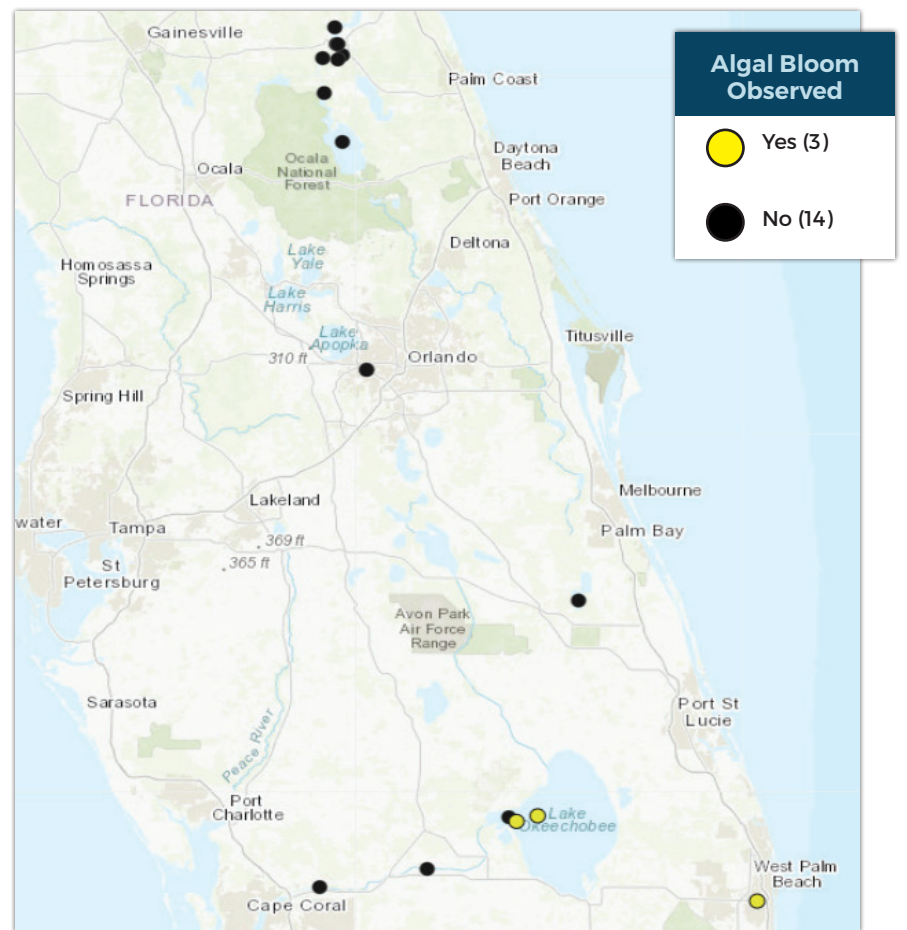 Gainesville
Palm Coast
Algal Bloom
Observed
Yes (3)
No (14)
Daytona
Beach
Ocala
National
Forest
Ocala
FLORIDA
Port Orange
Deltona
Lake
Yale
Homosassa
Springs
Lake
Harris
Lake
Apopka
310 ft
Orlando
Titusville
Spring Hill
Melbourne
Lakeland
water
Tampa
Palm Bay
369 ft
365 ft
St
Petersburg
Avon Park
Air Force
Range
Sarasota
Port St
Lucie
Peace River
Port
Charlotte
Lake
Okeechobee
West Palm
Beach
Cape Coral